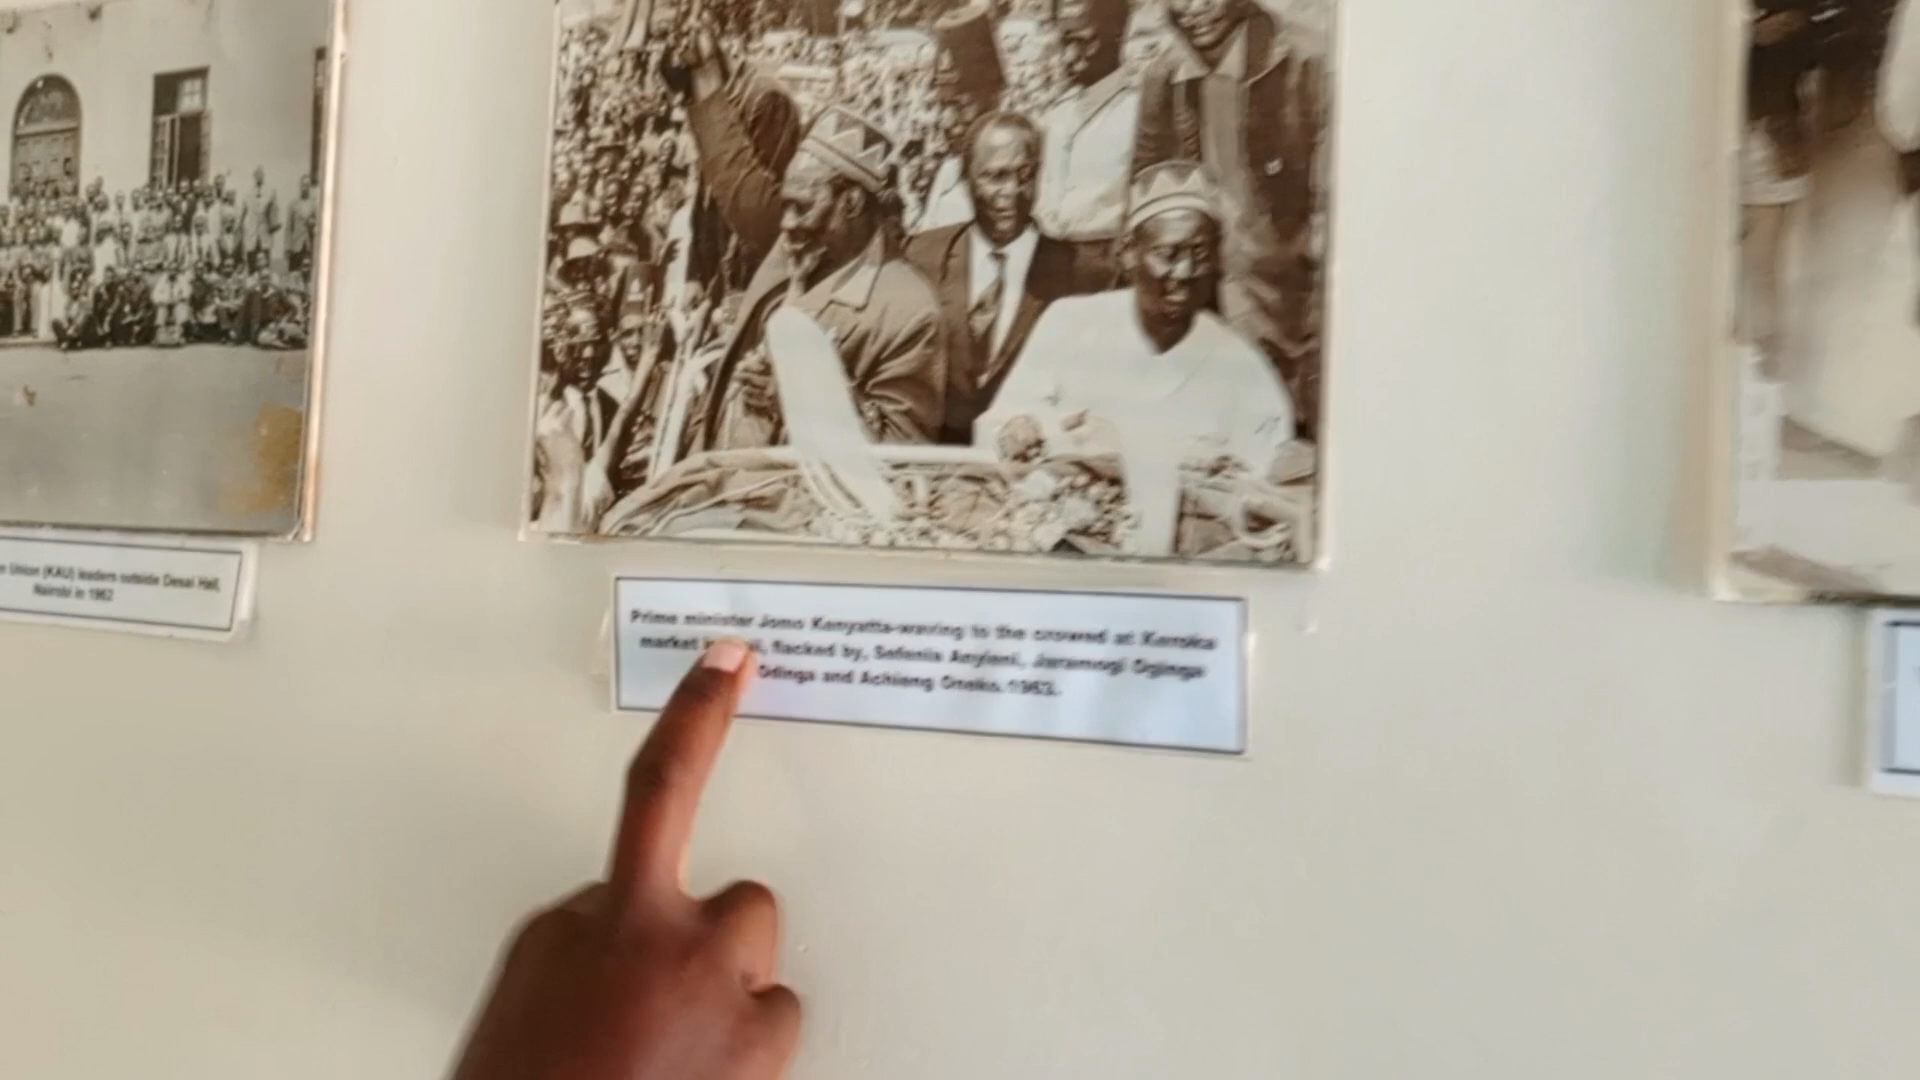 Union (KAU) leaders outside Desai Hall,
Nairobi in 1962
Prime minister Jomo Kenyatta-waving to the crowed at Keroka
market flacked by, Sefania Anyieni, Jaramogi Oginga
Odinga and Achieng Oneko. 1963.